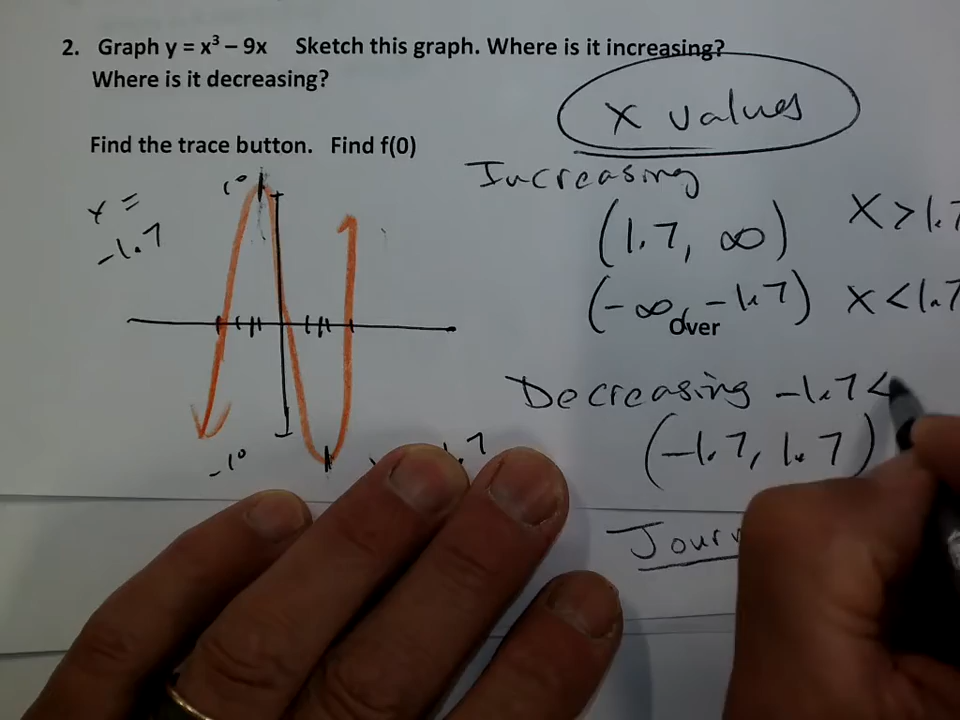 2. Graph y = x³ – 9x Sketch this graph. Where is it increasing?
Where is it decreasing?
x values
Find the trace button. Find f(0)
Increasing
10
x =
-1.7
(1.7, ∞) x > 1.7
(-∞, -1.7) x < 1.7
over
Decreasing -1.7 <
(-1.7, 1.7)
-10